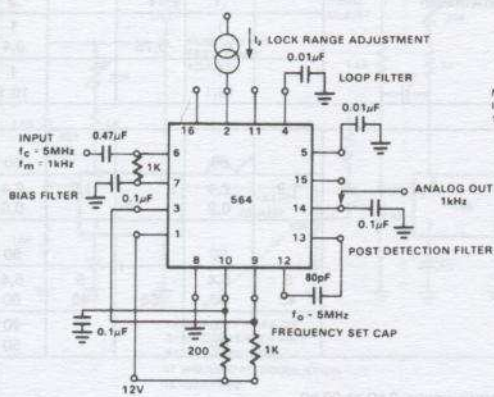 I₂ LOCK RANGE ADJUSTMENT
0.01µF
LOOP FILTER
0.01µF
16 2 11 4
INPUT
fC - 5MHz
fm = 1kHz
0.47µF
6
1K
7
BIAS FILTER
0.1µF
3
1
564
5
15
14
13
ANALOG OUT
1kHz
0.1µF
POST DETECTION FILTER
8 10 9 12
80pF
fO - 5MHz
FREQUENCY SET CAP
0.1µF
200
1K
12V